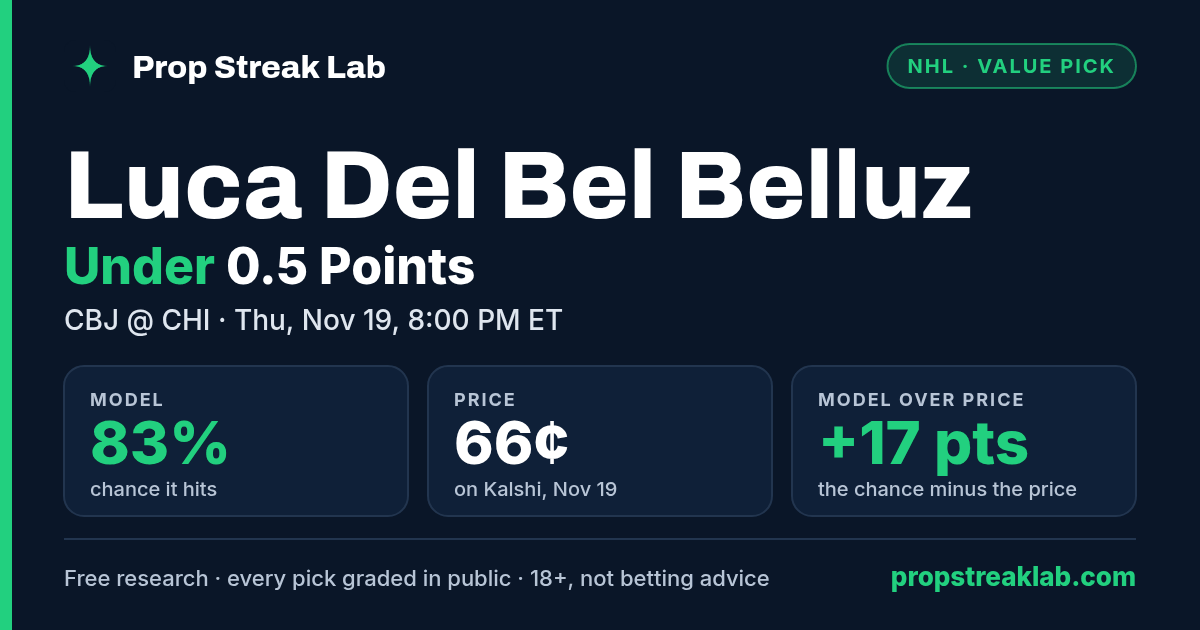 Prop Streak Lab
NHL · VALUE PICK
Luca Del Bel Belluz
Under 0.5 Points
CBJ @ CHI · Thu, Nov 19, 8:00 PM ET
MODEL
83%
chance it hits
PRICE
66¢
on Kalshi, Nov 19
MODEL OVER PRICE
+17 pts
the chance minus the price
Free research · every pick graded in public · 18+, not betting advice
propstreaklab.com